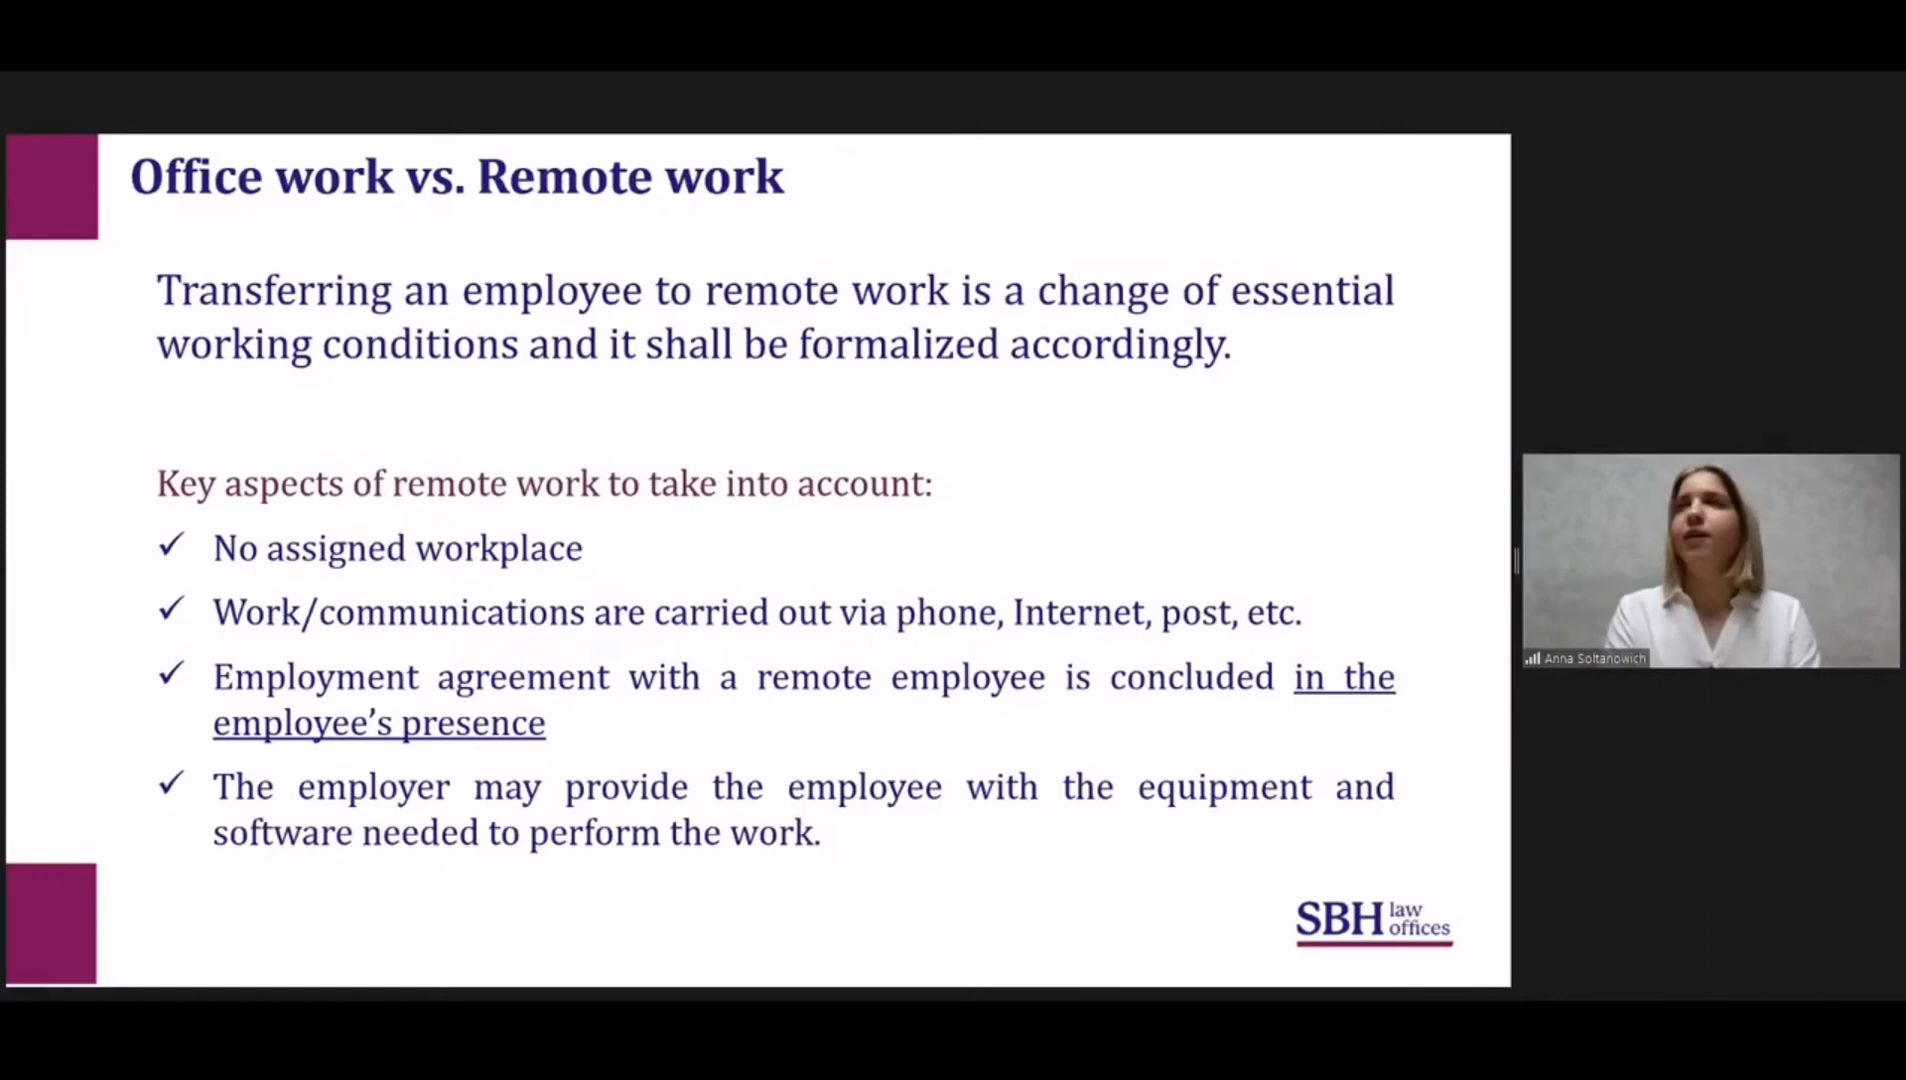 Office work vs. Remote work
Transferring an employee to remote work is a change of essential
working conditions and it shall be formalized accordingly.
Key aspects of remote work to take into account:
✓ No assigned workplace
✓ Work/communications are carried out via phone, Internet, post, etc.
✓ Employment agreement with a remote employee is concluded in the
employee’s presence
✓ The employer may provide the employee with the equipment and
software needed to perform the work.
SBH law
offices
Anna Soltanowich